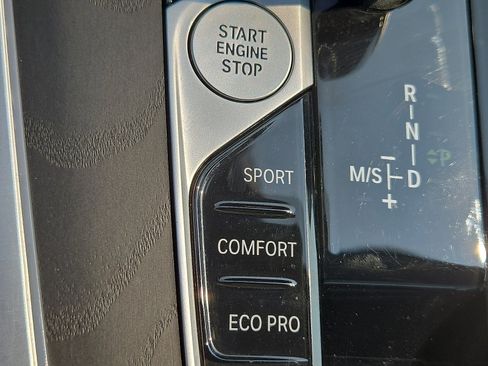 START
ENGINE
STOP
R
N
P
–
M/S D
+
SPORT
COMFORT
ECO PRO